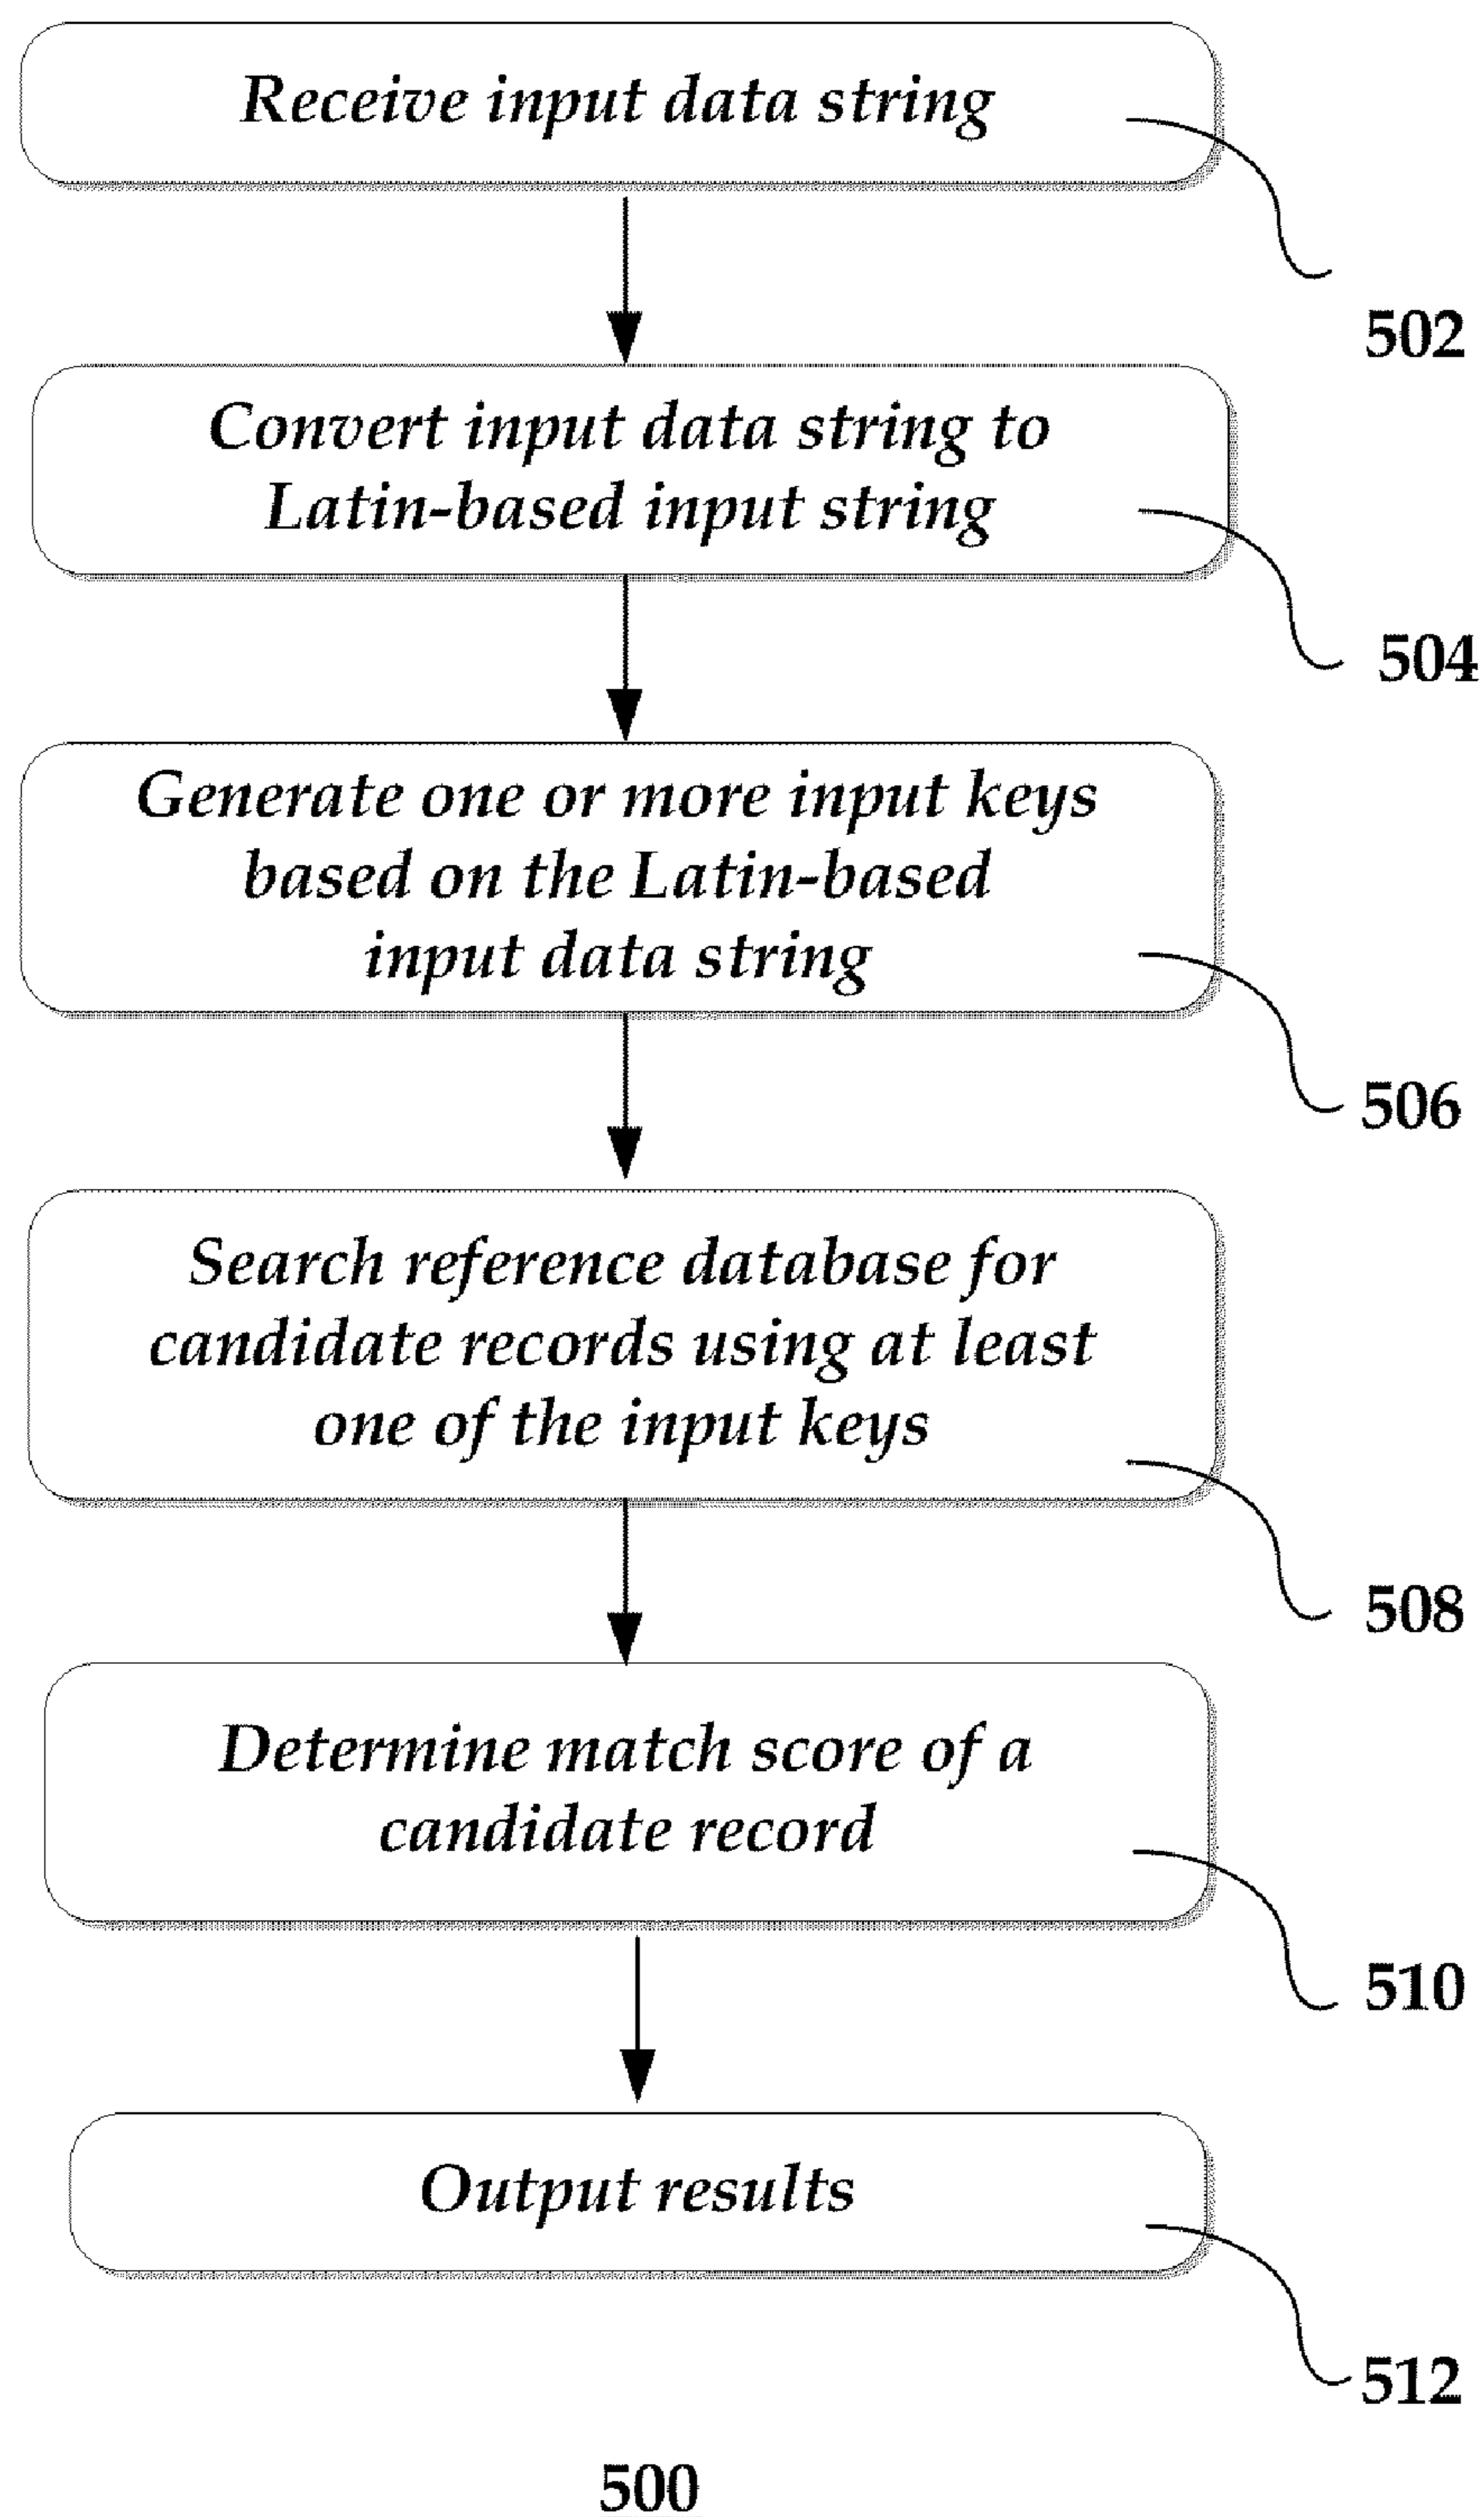 Receive input data string
502
Convert input data string to
Latin-based input string
504
Generate one or more input keys
based on the Latin-based
input data string
506
Search reference database for
candidate records using at least
one of the input keys
508
Determine match score of a
candidate record
510
Output results
512
500